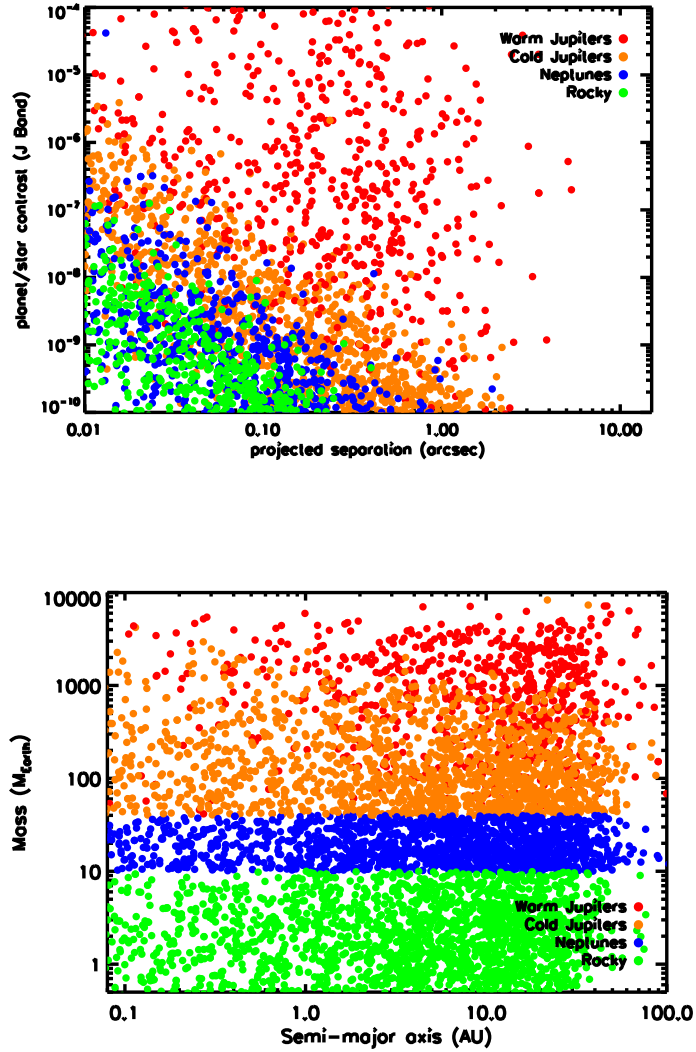 10⁻⁴
Warm Jupiters
Cold Jupiters
Neptunes
Rocky
10⁻⁵
10⁻⁶
10⁻⁷
10⁻⁸
10⁻⁹
10⁻¹⁰
planet/star contrast (J Band)
0.01 0.10 1.00 10.00
projected separation (arcsec)
10000
1000
100
10
1
Mass (M_Earth)
Warm Jupiters
Cold Jupiters
Neptunes
Rocky
0.1 1.0 10.0 100.0
Semi-major axis (AU)